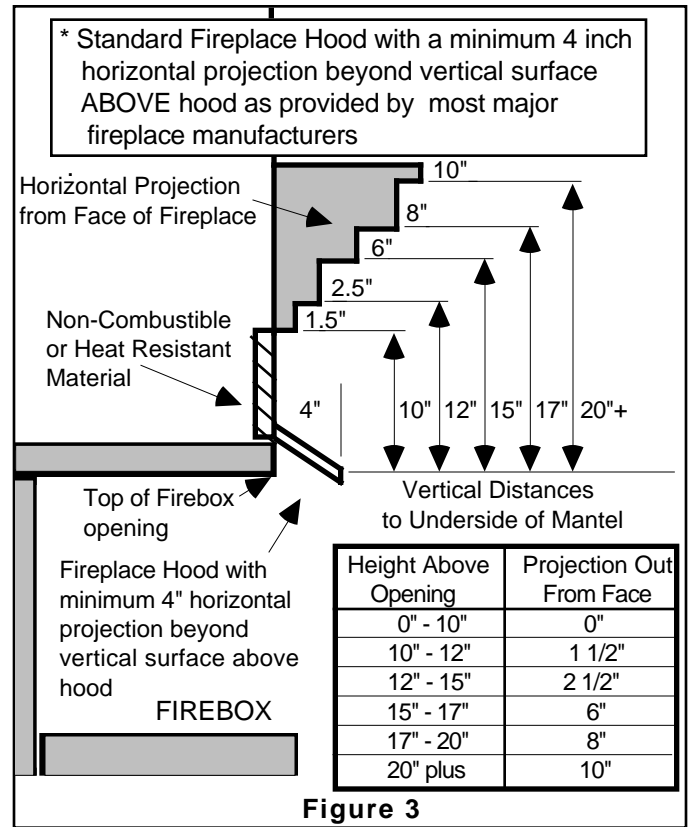 * Standard Fireplace Hood with a minimum 4 inch
horizontal projection beyond vertical surface
ABOVE hood as provided by most major
fireplace manufacturers
Horizontal Projection
from Face of Fireplace
10"
8"
6"
2.5"
1.5"
Non-Combustible
or Heat Resistant
Material
4"
10" 12" 15" 17" 20"+
Top of Firebox
opening
Vertical Distances
to Underside of Mantel
Fireplace Hood with
minimum 4" horizontal
projection beyond
vertical surface above
hood
FIREBOX
Height Above Projection Out
Opening From Face
0" - 10" 0"
10" - 12" 1 1/2"
12" - 15" 2 1/2"
15" - 17" 6"
17" - 20" 8"
20" plus 10"
Figure 3